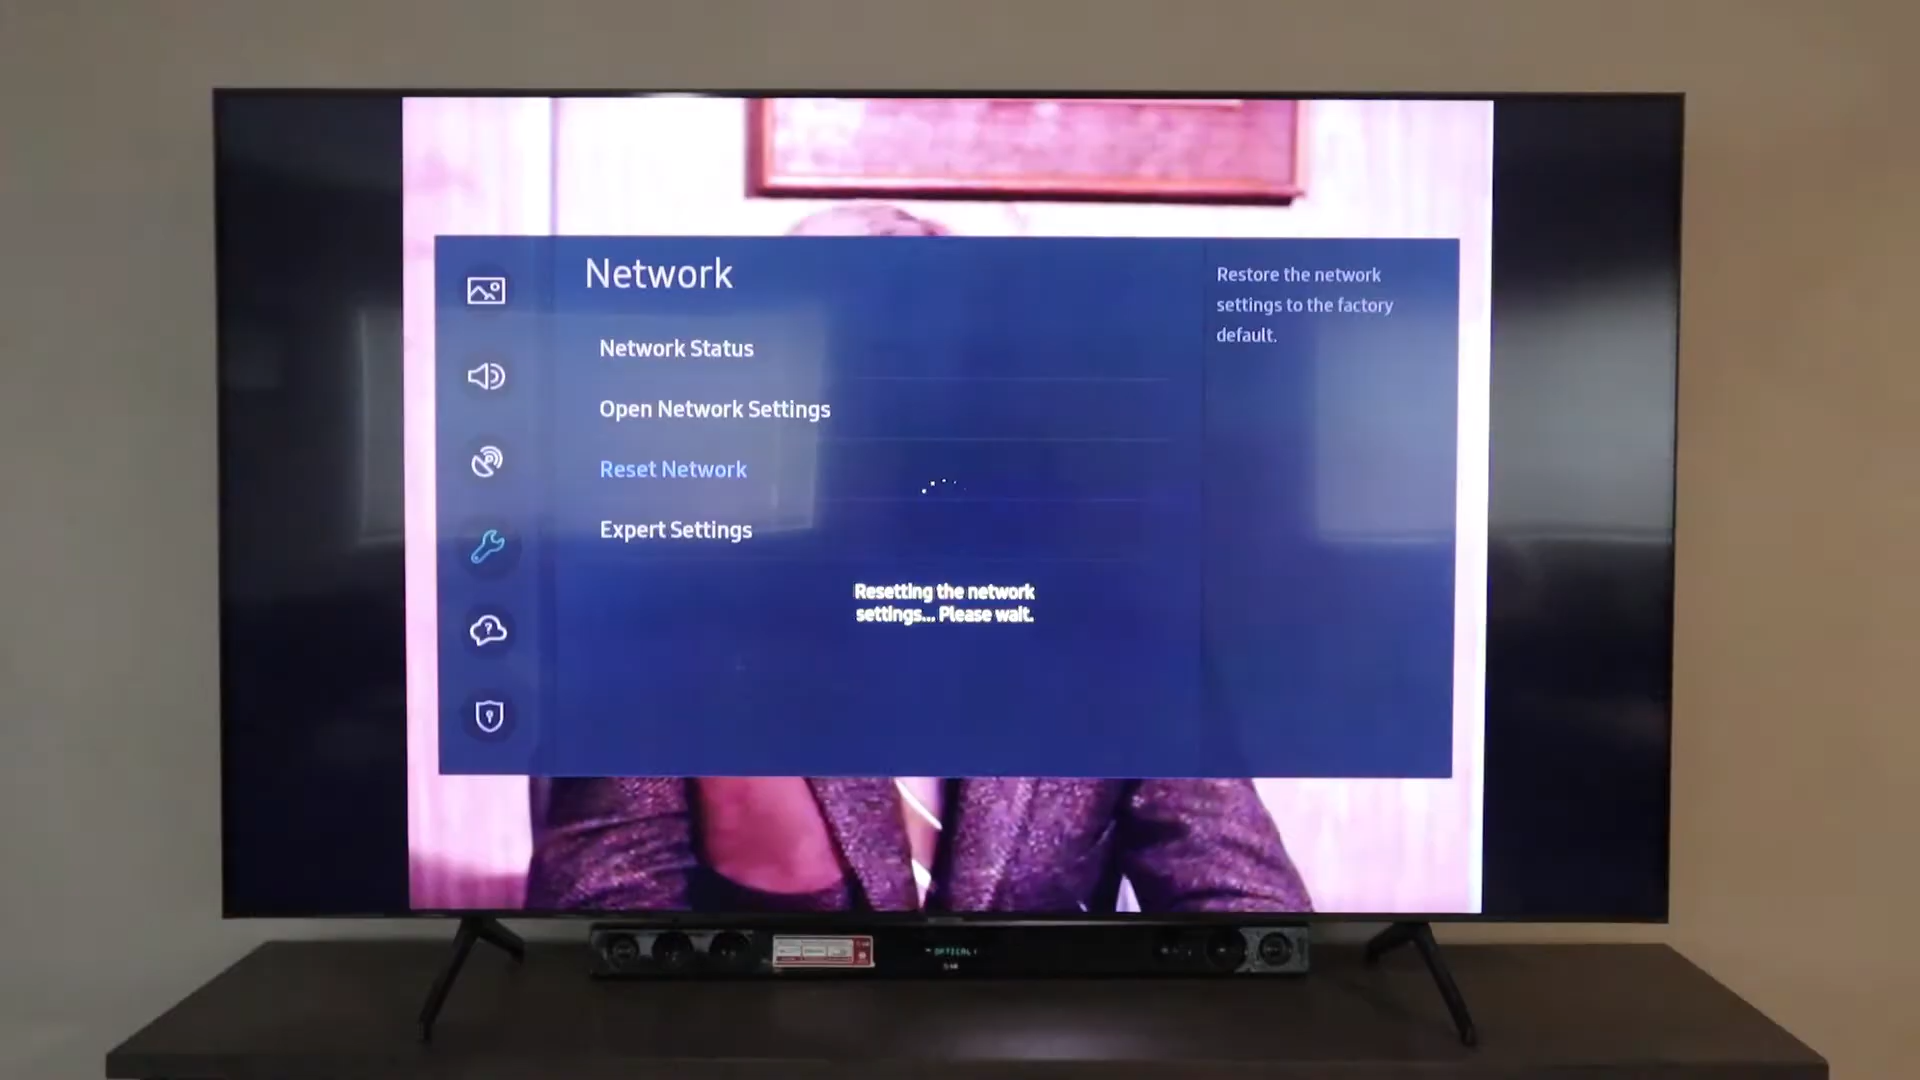 Network
Network Status
Open Network Settings
Reset Network
Expert Settings
Resetting the network
settings... Please wait.
Restore the network
settings to the factory
default.
OPTICAL